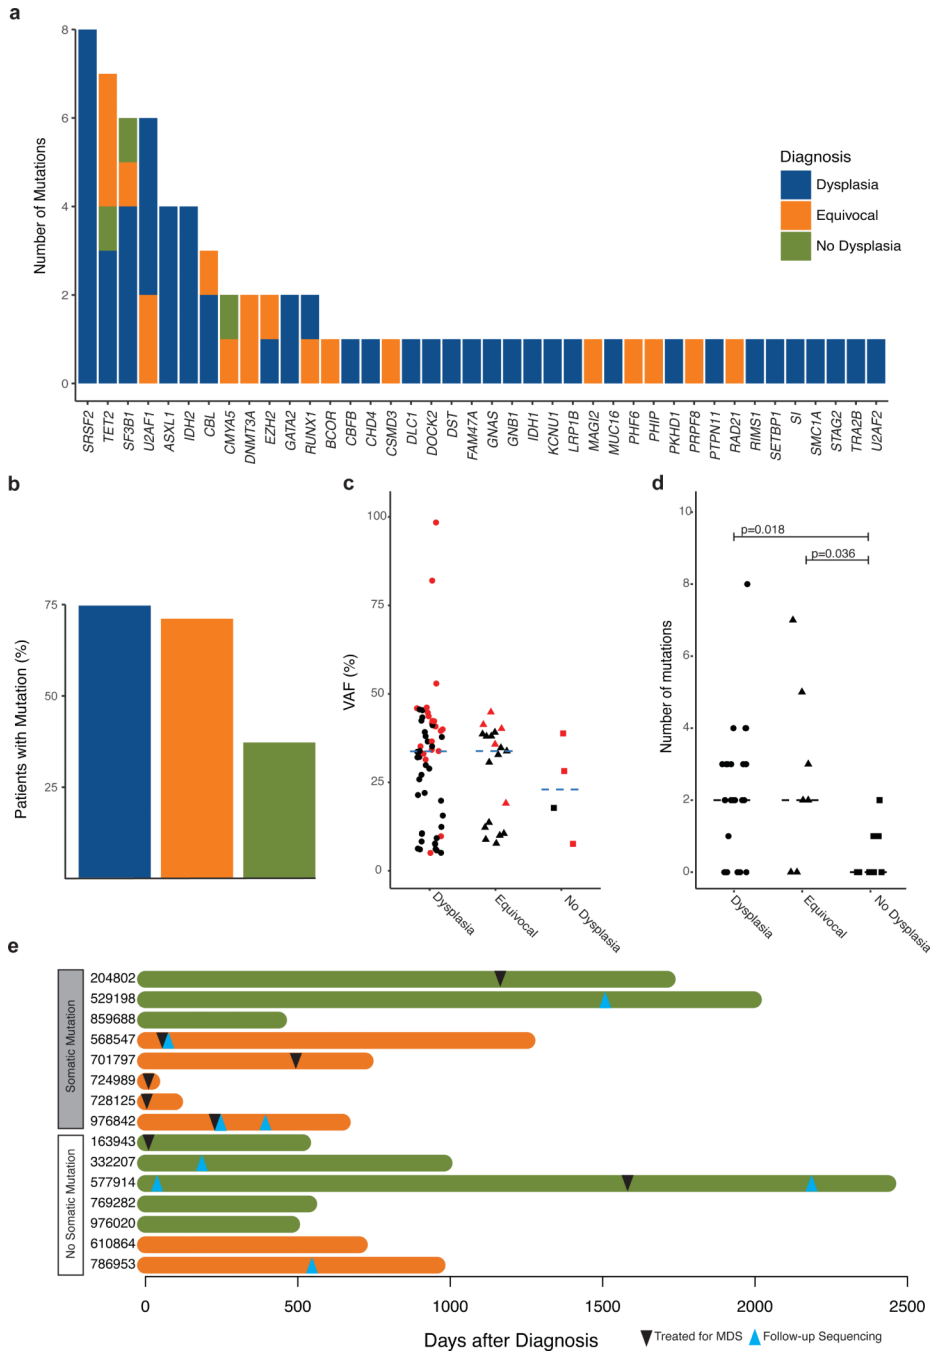 a
Number of Mutations
8
6
4
2
0
Diagnosis
Dysplasia
Equivocal
No Dysplasia
SRSF2
TET2
SF3B1
U2AF1
ASXL1
IDH2
CBL
CMYA5
DNMT3A
EZH2
GATA2
RUNX1
BCOR
CBFB
CHD4
CSMD3
DLC1
DOCK2
DST
FAM47A
GNAS
GNB1
IDH1
KCNU1
LRP1B
MAGI2
MUC16
PHF6
PHIP
PKHD1
PRPF8
PTPN11
RAD21
RIMS1
SETBP1
SI
SMC1A
STAG2
TRA2B
U2AF2
b
Patients with Mutation (%)
75
50
25
c
VAF (%)
100
75
50
25
0
Dysplasia
Equivocal
No Dysplasia
d
Number of mutations
10
8
6
4
2
0
p=0.018
p=0.036
Dysplasia
Equivocal
No Dysplasia
e
Somatic Mutation
204802
529198
859688
568547
701797
724989
728125
976842
No Somatic Mutation
163943
332207
577914
769282
976020
610864
786953
0 500 1000 1500 2000 2500
Days after Diagnosis
Treated for MDS
Follow-up Sequencing